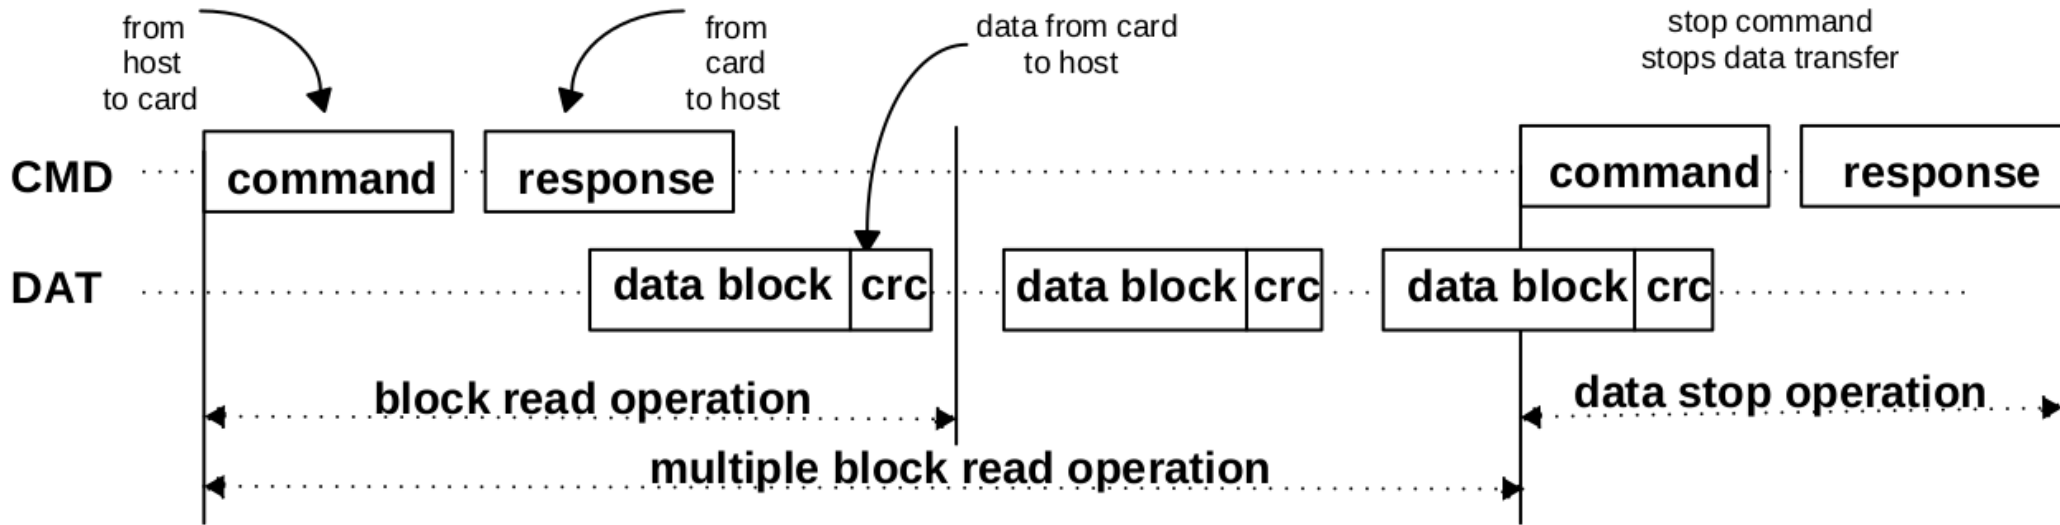 from
host
to card
from
card
to host
data from card
to host
stop command
stops data transfer
CMD
command
response
command
response
DAT
data block
crc
data block
crc
data block
crc
block read operation
data stop operation
multiple block read operation